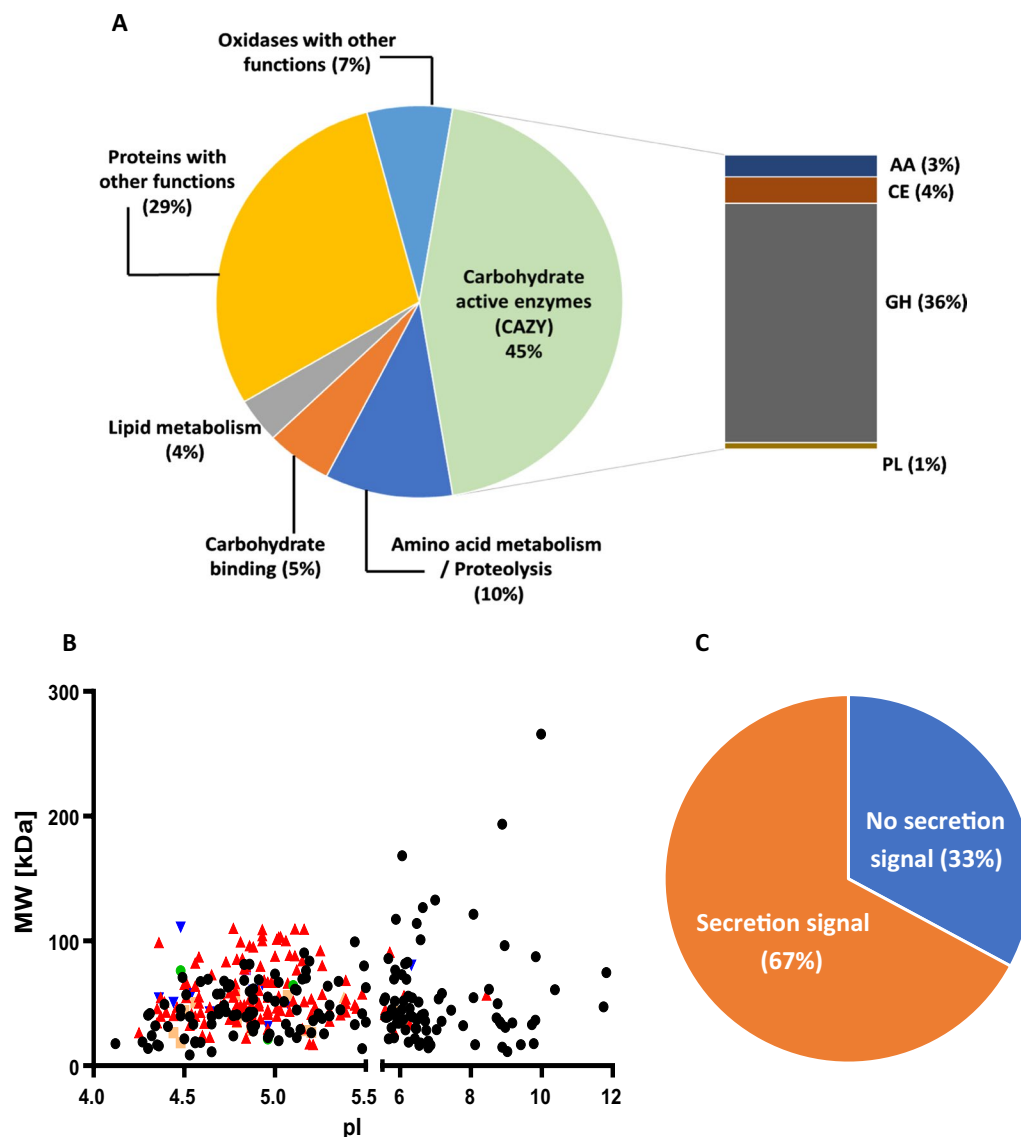 A
Oxidases with other
functions (7%)
Proteins with
other functions
(29%)
Carbohydrate
active enzymes
(CAZY)
45%
AA (3%)
CE (4%)
GH (36%)
PL (1%)
Lipid metabolism
(4%)
Carbohydrate
binding (5%)
Amino acid metabolism
/ Proteolysis
(10%)
B
300
200
100
0
MW [kDa]
4.0 4.5 5.0 5.5 6 8 10 12
pI
C
No secretion
signal (33%)
Secretion signal
(67%)